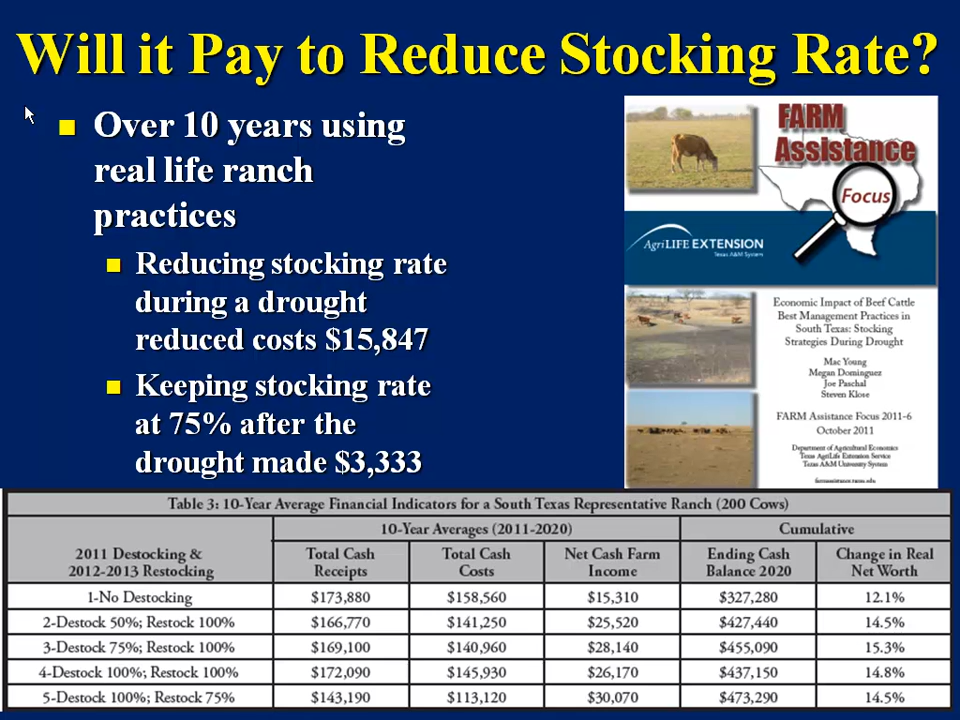 Will it Pay to Reduce Stocking Rate?
Over 10 years using
real life ranch
practices
Reducing stocking rate
during a drought
reduced costs $15,847
Keeping stocking rate
at 75% after the
drought made $3,333
FARM
Assistance
Focus
AgriLIFE EXTENSION
Texas A&M System
Economic Impact of Beef Cattle
Best Management Practices in
South Texas: Stocking
Strategies During Drought
Mac Young
Megan Dominguez
Joe Paschal
Steven Klose
FARM Assistance Focus 2011-6
October 2011
Department of Agricultural Economics
Texas AgriLife Extension Service
Texas A&M University System
farmassistance.tamu.edu
Table 3: 10-Year Average Financial Indicators for a South Texas Representative Ranch (200 Cows)
10-Year Averages (2011-2020) Cumulative
2011 Destocking & Total Cash Total Cash Net Cash Farm Ending Cash Change in Real
2012-2013 Restocking Receipts Costs Income Balance 2020 Net Worth
1-No Destocking $173,880 $158,560 $15,310 $327,280 12.1%
2-Destock 50%; Restock 100% $166,770 $141,250 $25,520 $427,440 14.5%
3-Destock 75%; Restock 100% $169,100 $140,960 $28,140 $455,090 15.3%
4-Destock 100%; Restock 100% $172,090 $145,930 $26,170 $437,150 14.8%
5-Destock 100%; Restock 75% $143,190 $113,120 $30,070 $473,290 14.5%